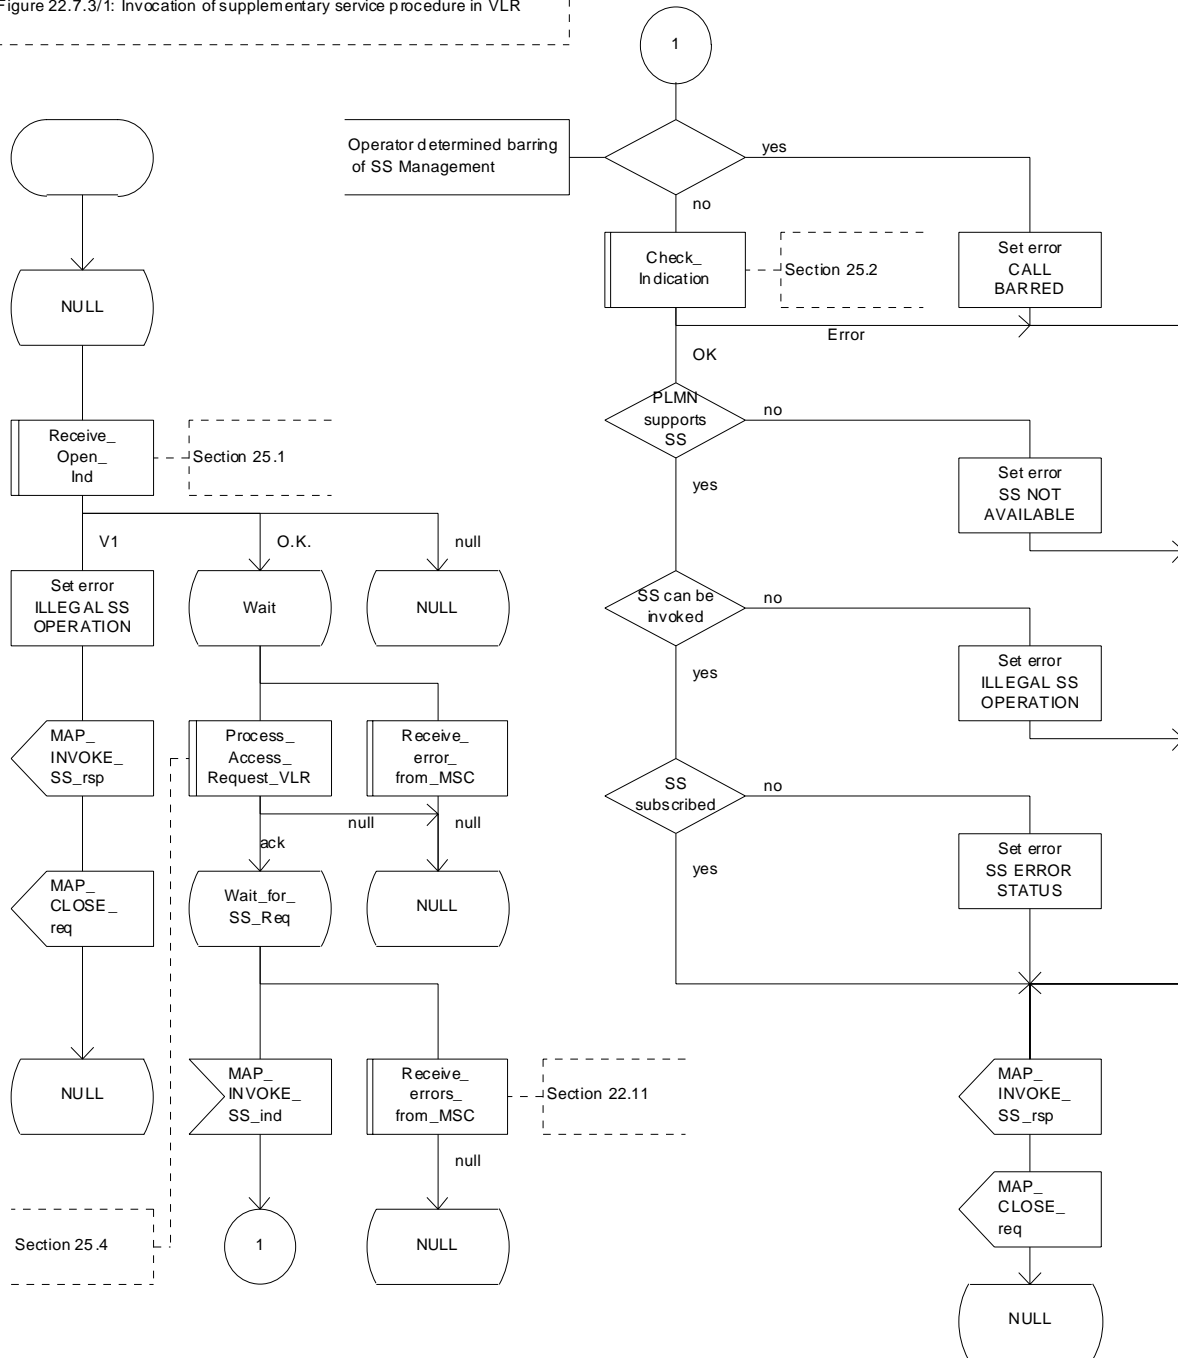 Figure 22.7.3/1: Invocation of supplementary service procedure in VLR
NULL
Receive_
Open_
Ind
Section 25.1
V1
O.K.
null
Set error
ILLEGAL SS
OPERATION
Wait
NULL
MAP_
INVOKE_
SS_rsp
Process_
Access_
Request_VLR
Receive_
error_
from_MSC
null
null
ack
MAP_
CLOSE_
req
Wait_for_
SS_Req
NULL
NULL
MAP_
INVOKE_
SS_ind
Receive_
errors_
from_MSC
Section 22.11
null
Section 25.4
1
NULL
1
Operator determined barring
of SS Management
yes
no
Check_
Indication
Section 25.2
Set error
CALL
BARRED
Error
OK
PLMN
supports
SS
no
yes
Set error
SS NOT
AVAILABLE
SS can be
invoked
no
yes
Set error
ILLEGAL SS
OPERATION
SS
subscribed
no
yes
Set error
SS ERROR
STATUS
MAP_
INVOKE_
SS_rsp
MAP_
CLOSE_
req
NULL